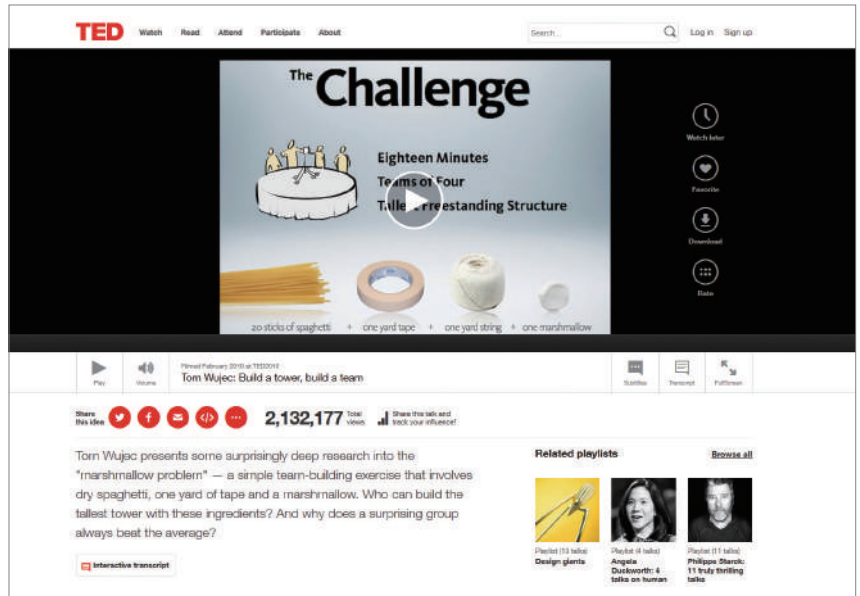 TED Watch Read Attend Participate About Search... Log in Sign up
The Challenge
Eighteen Minutes
Teams of Four
Tallest Freestanding Structure
20 sticks of spaghetti + one yard tape + one yard string + one marshmallow
Watch later
Favorite
Download
Rate
Play
Volume
Filmed February 2010 at TED2010
Tom Wujec: Build a tower, build a team
Subtitles
Transcript
FullScreen
Share
this idea
2,132,177 Total
views
Share this talk and
track your influence!
Tom Wujec presents some surprisingly deep research into the
"marshmallow problem" — a simple team-building exercise that involves
dry spaghetti, one yard of tape and a marshmallow. Who can build the
tallest tower with these ingredients? And why does a surprising group
always beat the average?
Interactive transcript
Related playlists
Browse all
Playlist (13 talks)
Design giants
Playlist (4 talks)
Angela
Duckworth: 4
talks on human
Playlist (11 talks)
Philippe Starck:
11 truly thrilling
talks